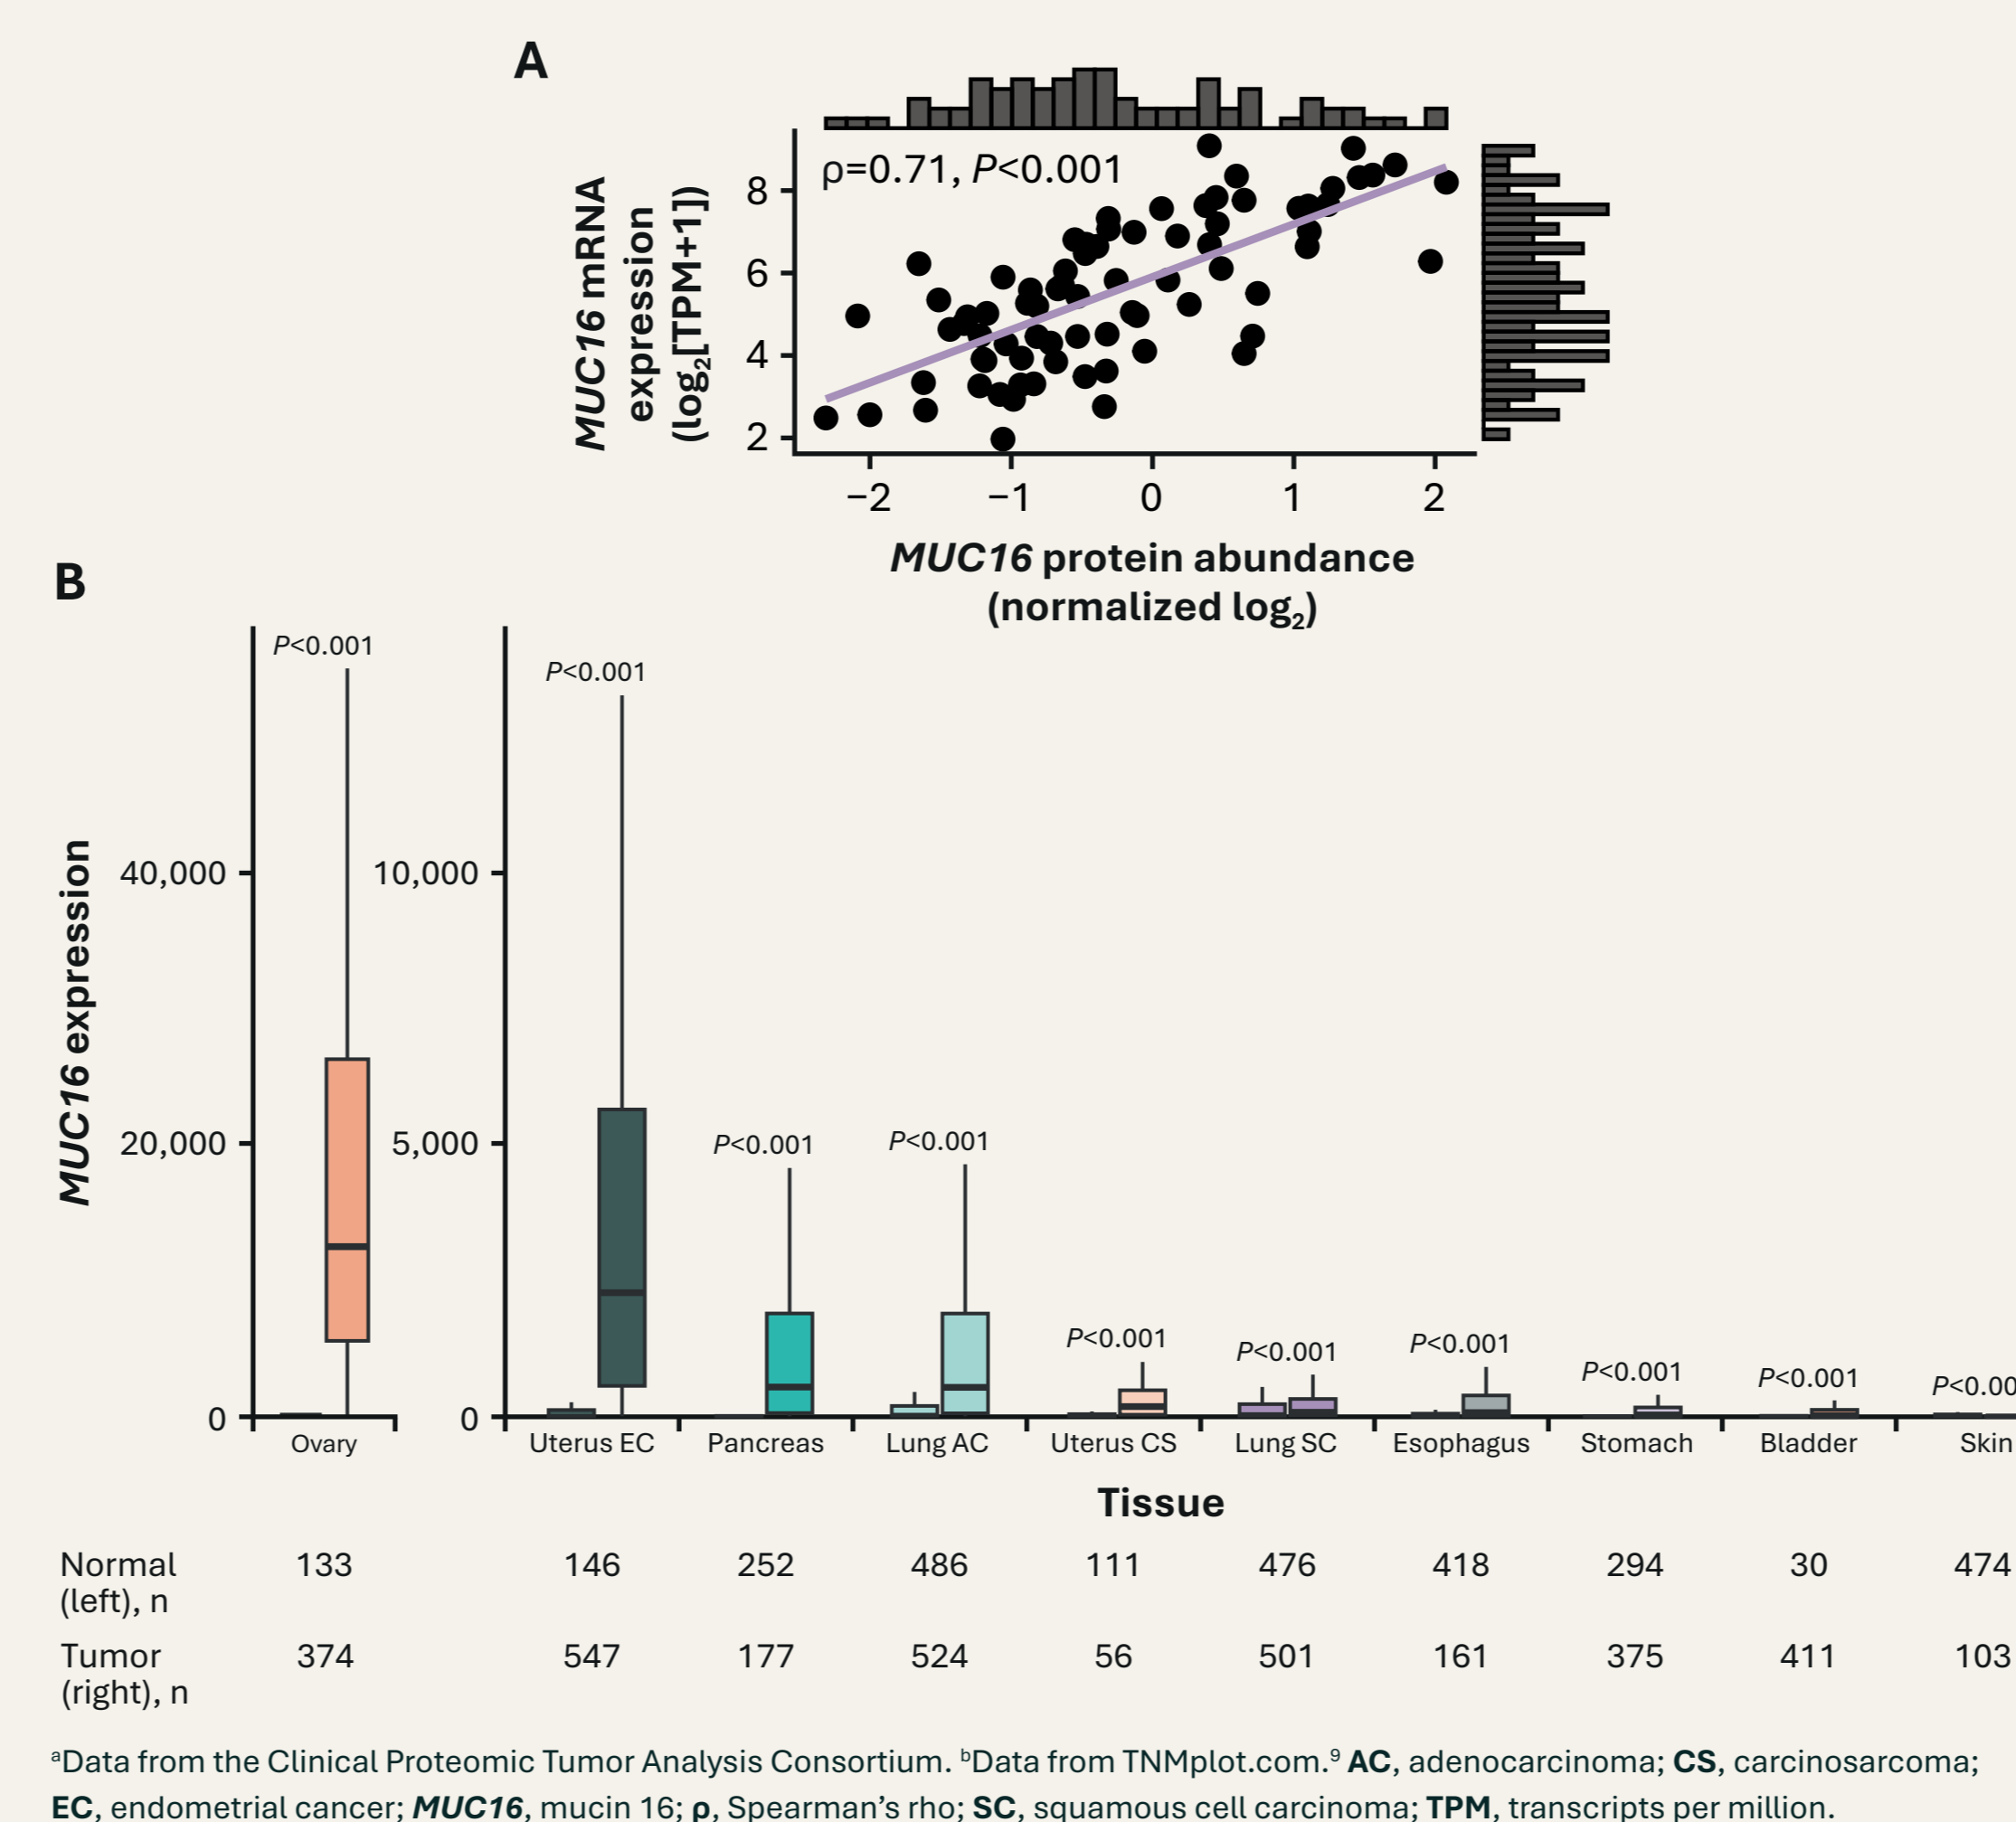 A
ρ=0.71, P<0.001
MUC16 mRNA
expression
(log₂[TPM+1])
8
6
4
2
−2 −1 0 1 2
MUC16 protein abundance
(normalized log₂)
B
MUC16 expression
P<0.001
40,000
20,000
0
Ovary
10,000
5,000
0
P<0.001 P<0.001 P<0.001 P<0.001 P<0.001 P<0.001 P<0.001 P<0.001 P<0.00
Uterus EC Pancreas Lung AC Uterus CS Lung SC Esophagus Stomach Bladder Skin
Tissue
Normal
(left), n
133 146 252 486 111 476 418 294 30 474
Tumor
(right), n
374 547 177 524 56 501 161 375 411 103
ᵃData from the Clinical Proteomic Tumor Analysis Consortium. ᵇData from TNMplot.com.⁹ AC, adenocarcinoma; CS, carcinosarcoma;
EC, endometrial cancer; MUC16, mucin 16; ρ, Spearman’s rho; SC, squamous cell carcinoma; TPM, transcripts per million.